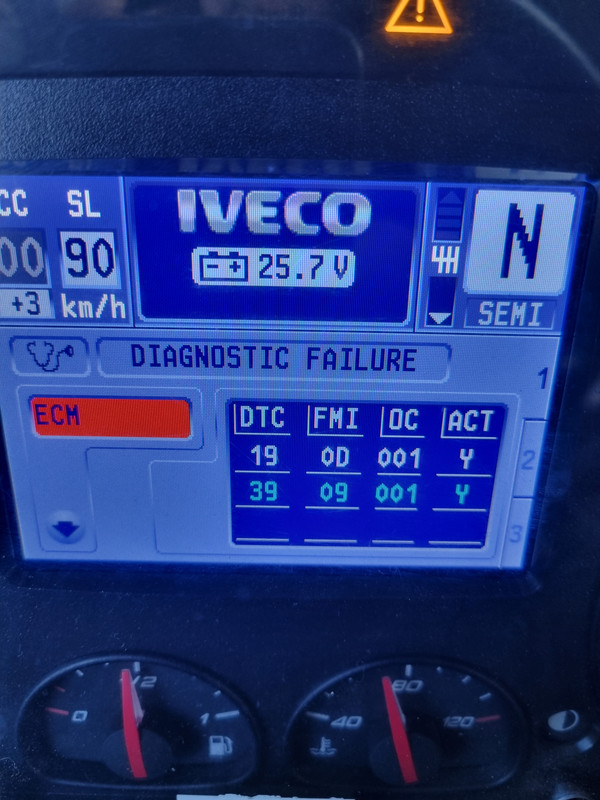 CC SL
00 90
+3 km/h
IVECO
25.7 V
4H
N
SEMI
DIAGNOSTIC FAILURE
1
2
3
ECM
DTC FMI OC ACT
19 0D 001 Y
39 09 001 Y
0 1/2 1
40 80 120